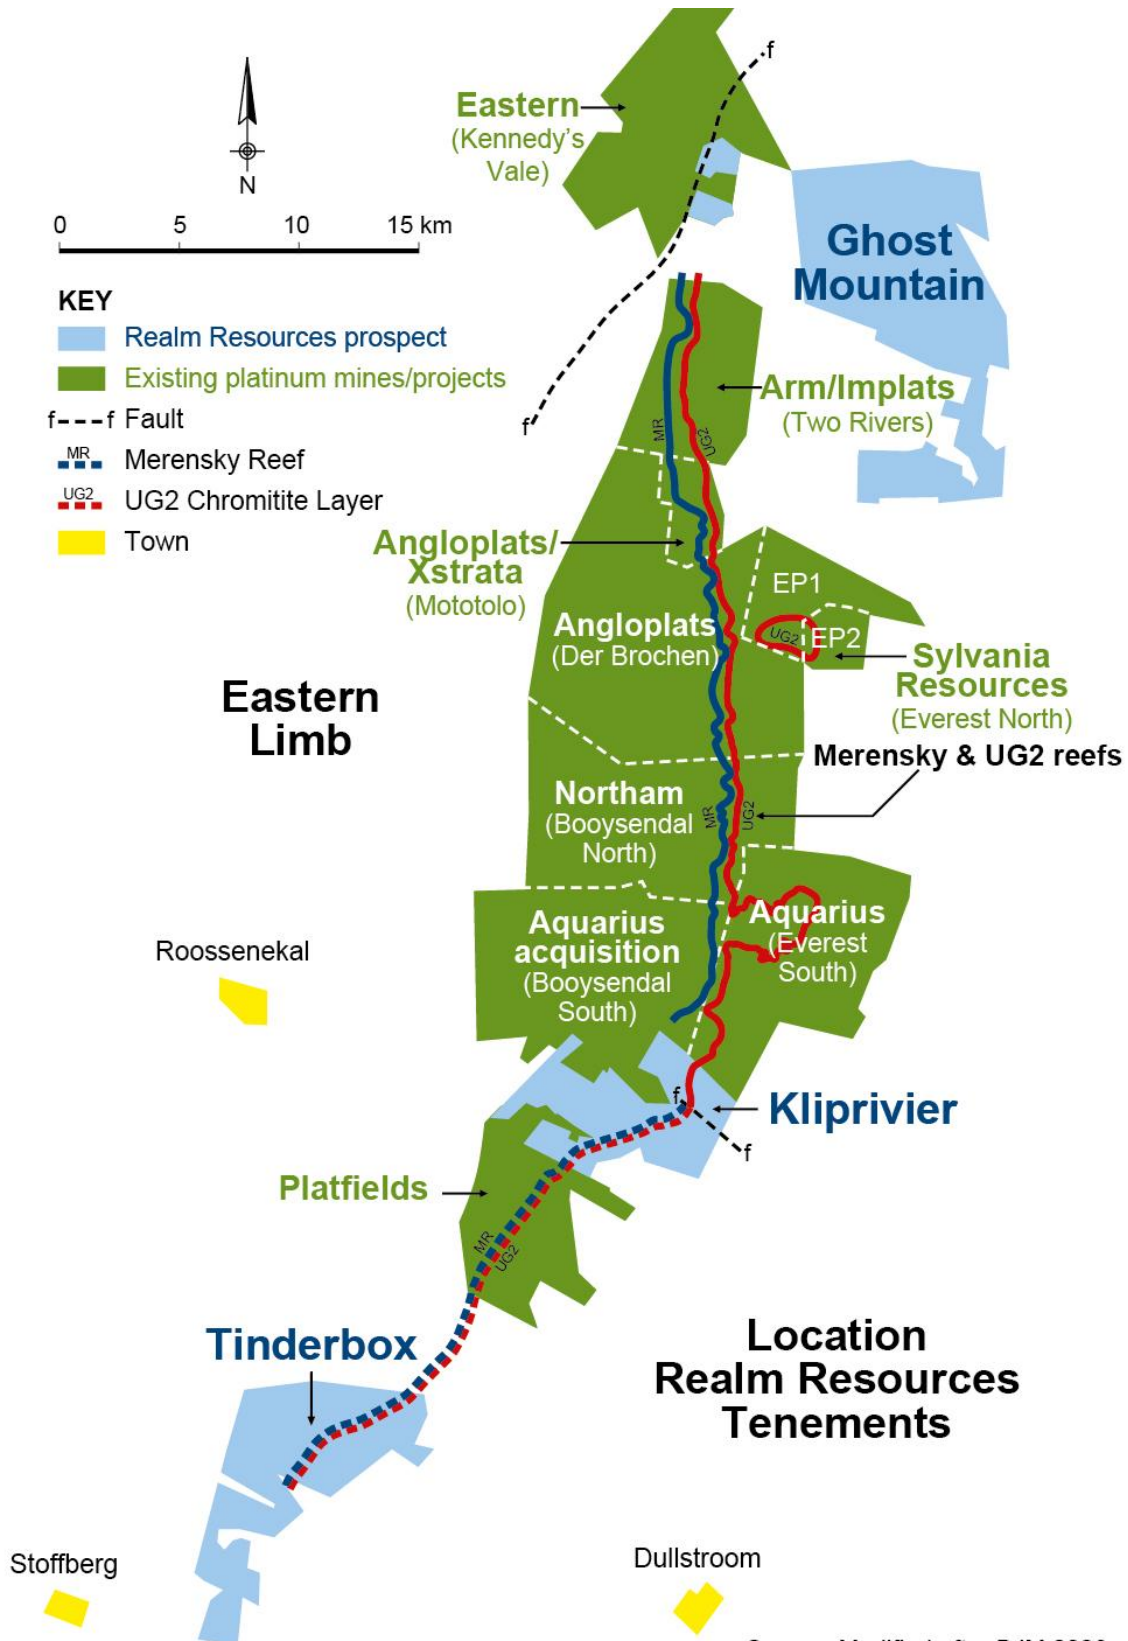 f
Eastern
(Kennedy's
Vale)
N
0 5 10 15 km
Ghost
Mountain
KEY
Realm Resources prospect
Existing platinum mines/projects
f f Fault
MR Merensky Reef
UG2 UG2 Chromitite Layer
Town
f
Arm/Implats
(Two Rivers)
MR
UG2
Angloplats/
Xstrata
(Mototolo)
EP1
Angloplats
(Der Brochen)
UG2
EP2
Sylvania
Resources
(Everest North)
Eastern
Limb
Merensky & UG2 reefs
Northam
(Booysendal
North)
MR
UG2
Aquarius
acquisition
(Booysendal
South)
Aquarius
(Everest
South)
Roossenekal
f
Kliprivier
f
Platfields
MR
UG2
Tinderbox
Location
Realm Resources
Tenements
Stoffberg
Dullstroom